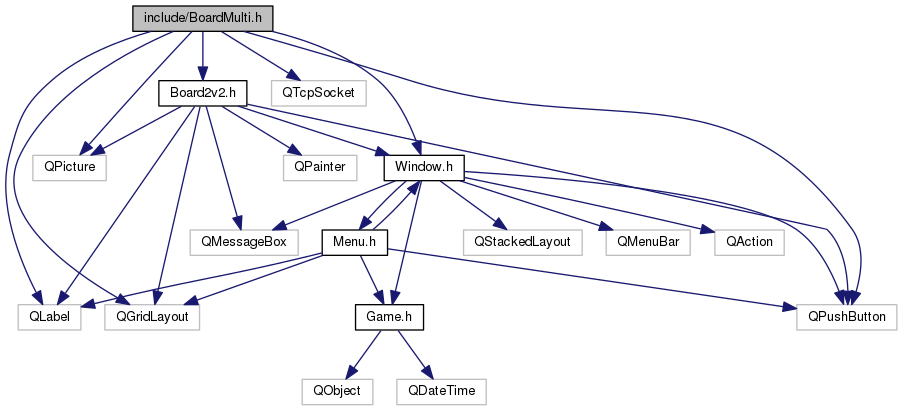 include/BoardMulti.h
Board2v2.h
QTcpSocket
QPicture
QPainter
Window.h
QMessageBox
Menu.h
QStackedLayout
QMenuBar
QAction
QLabel
QGridLayout
Game.h
QPushButton
QObject
QDateTime